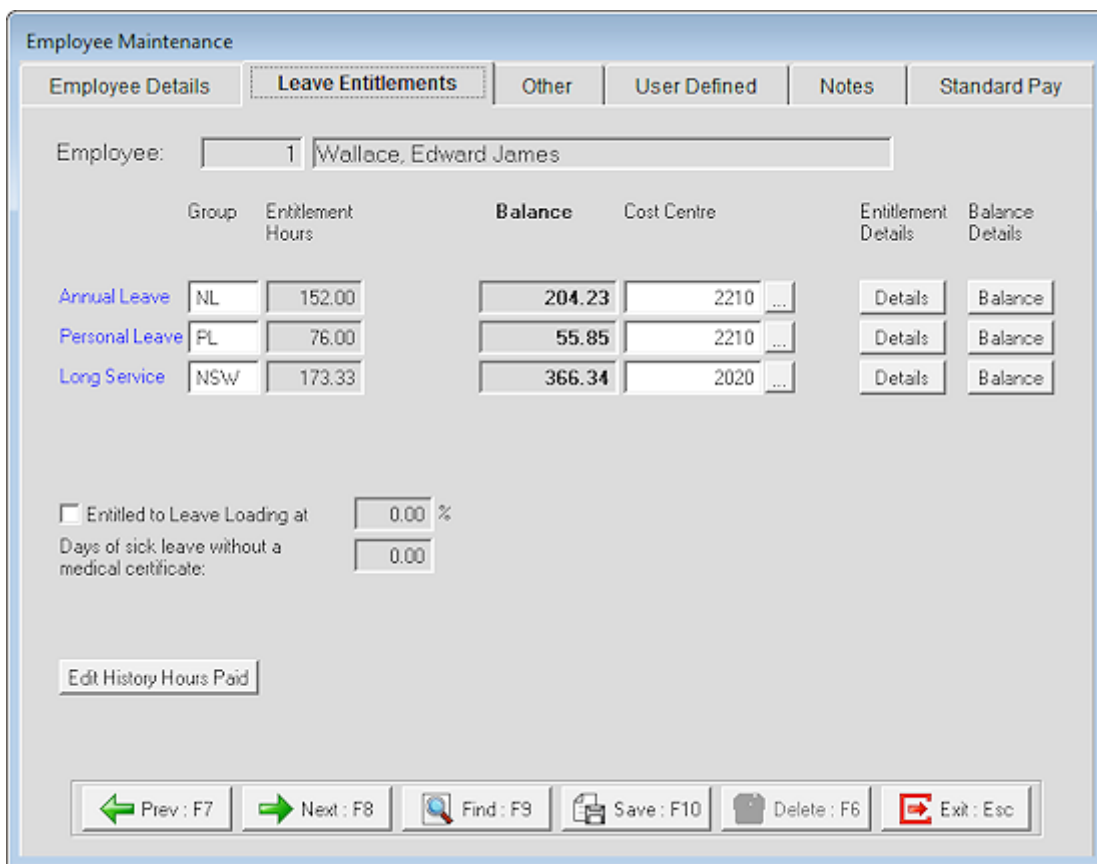 Employee Maintenance
Employee Details Leave Entitlements Other User Defined Notes Standard Pay
Employee: 1 Wallace, Edward James
Group Entitlement Hours Balance Cost Centre Entitlement Details Balance Details
Annual Leave NL 152.00 204.23 2210 ... Details Balance
Personal Leave PL 76.00 55.85 2210 ... Details Balance
Long Service NSW 173.33 366.34 2020 ... Details Balance
Entitled to Leave Loading at 0.00 %
Days of sick leave without a
medical certificate: 0.00
Edit History Hours Paid
Prev : F7 Next : F8 Find : F9 Save : F10 Delete : F6 Exit : Esc